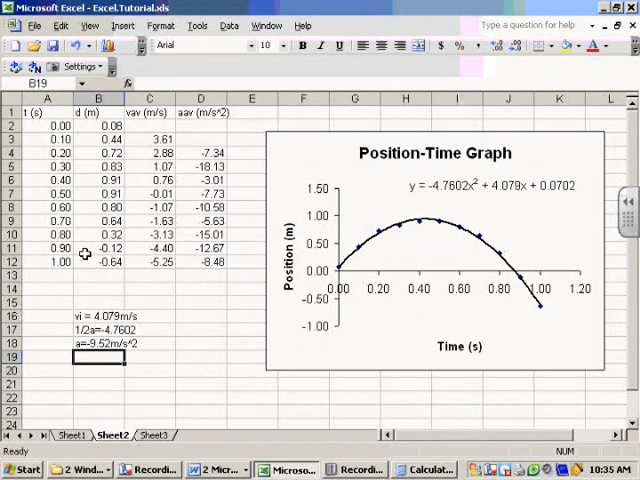 Microsoft Excel - Excel.Tutorial.xls
File Edit View Insert Format Tools Data Window Help Type a question for help
Arial 10 B I U $ %
Settings
B19 fx
A B C D E F G H I J K L
1 t (s) d (m) vav (m/s) aav (m/s^2)
2 0.00 0.08
3 0.10 0.44 3.61
4 0.20 0.72 2.88 -7.34
5 0.30 0.83 1.07 -18.13
6 0.40 0.91 0.76 -3.01
7 0.50 0.91 -0.01 -7.73
8 0.60 0.80 -1.07 -10.58
9 0.70 0.64 -1.63 -5.63
10 0.80 0.32 -3.13 -15.01
11 0.90 -0.12 -4.40 -12.67
12 1.00 -0.64 -5.25 -8.48
13
14
15
16 vi = 4.079m/s
17 1/2a=-4.7602
18 a=-9.52m/s^2
19
20
21
22
23
24
Position-Time Graph
y = -4.7602x2 + 4.079x + 0.0702
Position (m)
1.50
1.00
0.50
0.00
-0.50
-1.00
0.00 0.20 0.40 0.60 0.80 1.00 1.20
Time (s)
Sheet1 Sheet2 Sheet3
Ready NUM
Start 2 Wind... Recordi... 2 Micr... Microso... Recordi... Calculat... 10:35 AM